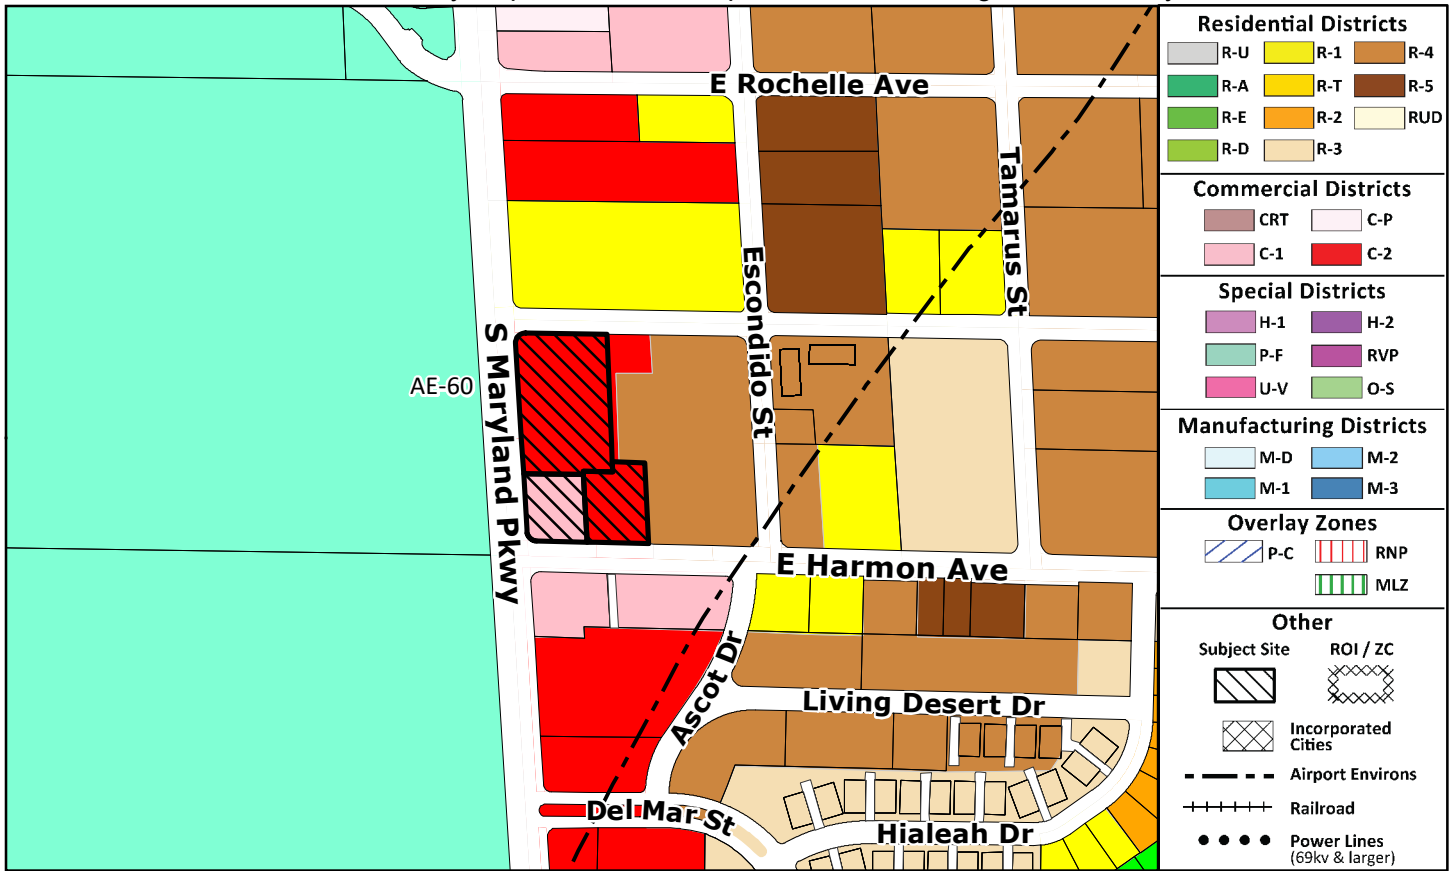 E Rochelle Ave
Tamarus St
Escondido St
S Maryland Pkwy
AE-60
E Harmon Ave
Ascot Dr
Living Desert Dr
Del Mar St
Hialeah Dr
Residential Districts
R-U R-1 R-4
R-A R-T R-5
R-E R-2 RUD
R-D R-3
Commercial Districts
CRT C-P
C-1 C-2
Special Districts
H-1 H-2
P-F RVP
U-V O-S
Manufacturing Districts
M-D M-2
M-1 M-3
Overlay Zones
P-C RNP
MLZ
Other
Subject Site ROI / ZC
Incorporated
Cities
Airport Environs
Railroad
Power Lines
(69kv & larger)